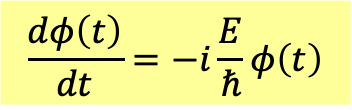 dϕ(t)/dt = −i E/ℏ ϕ(t)